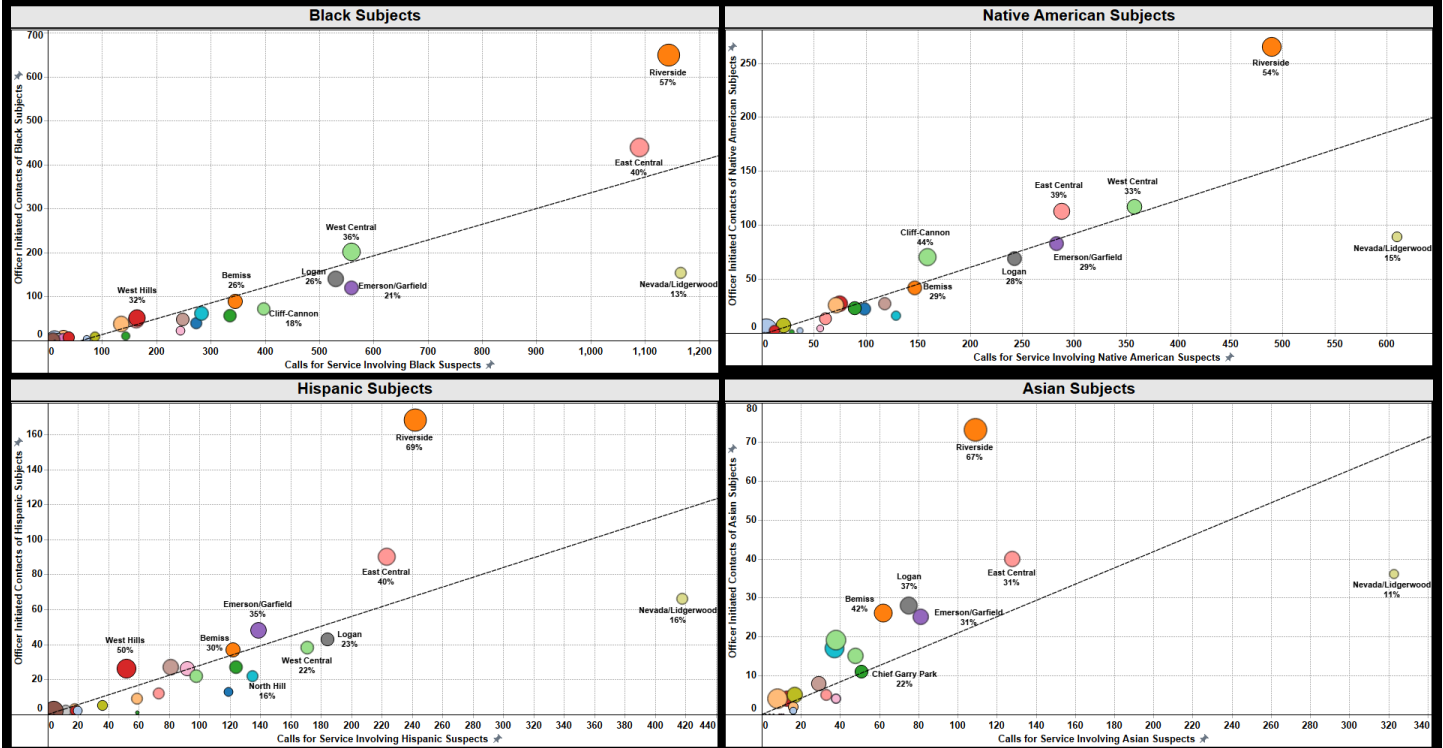 Black Subjects
Officer Initiated Contacts of Black Subjects
700
600
500
400
300
200
100
0
Riverside
57%
East Central
40%
West Central
36%
Logan
26%
Emerson/Garfield
21%
Nevada/Lidgerwood
13%
Bemiss
26%
West Hills
32%
Cliff-Cannon
18%
0 100 200 300 400 500 600 700 800 900 1,000 1,100 1,200
Calls for Service Involving Black Suspects
Native American Subjects
Officer Initiated Contacts of Native American Subjects
250
200
150
100
50
0
Riverside
54%
East Central
39%
West Central
33%
Cliff-Cannon
44%
Nevada/Lidgerwood
15%
Emerson/Garfield
29%
Logan
28%
Bemiss
29%
0 50 100 150 200 250 300 350 400 450 500 550 600
Calls for Service Involving Native American Suspects
Hispanic Subjects
Officer Initiated Contacts of Hispanic Subjects
160
140
120
100
80
60
40
20
0
Riverside
69%
East Central
40%
Emerson/Garfield
35%
Nevada/Lidgerwood
16%
West Hills
50%
Bemiss
30%
Logan
23%
West Central
22%
North Hill
16%
0 20 40 60 80 100 120 140 160 180 200 220 240 260 280 300 320 340 360 380 400 420 440
Calls for Service Involving Hispanic Suspects
Asian Subjects
Officer Initiated Contacts of Asian Subjects
80
70
60
50
40
30
20
10
0
Riverside
67%
East Central
31%
Logan
37%
Bemiss
42%
Emerson/Garfield
31%
Nevada/Lidgerwood
11%
Chief Garry Park
22%
0 20 40 60 80 100 120 140 160 180 200 220 240 260 280 300 320 340
Calls for Service Involving Asian Suspects